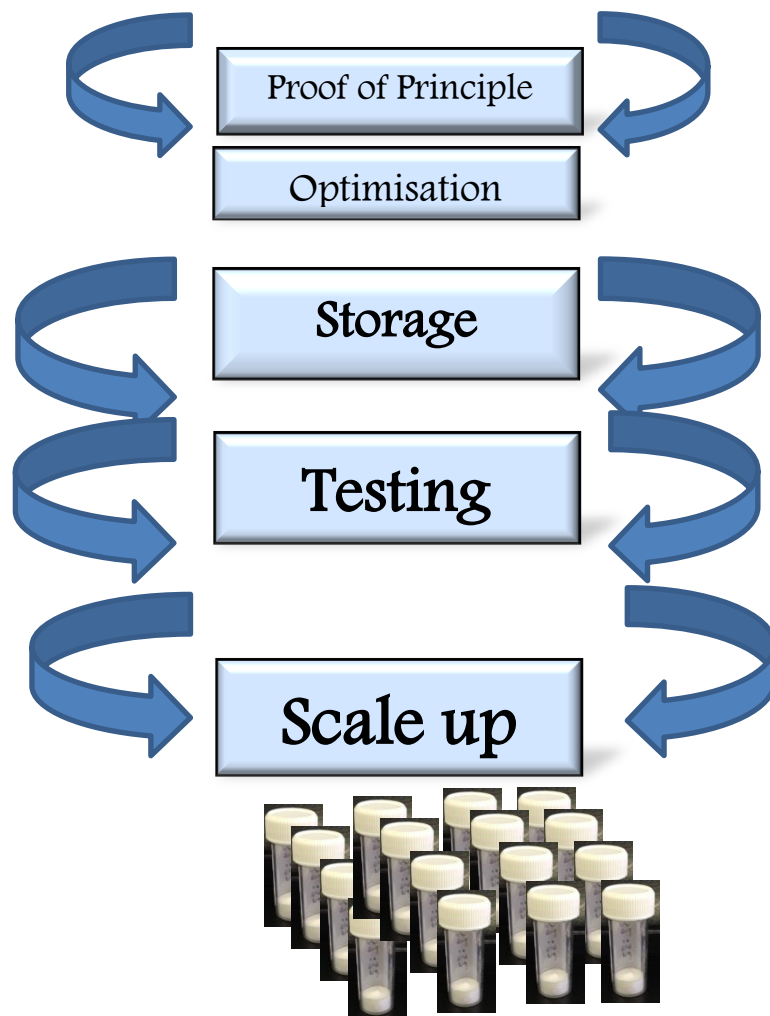 Proof of Principle
Optimisation
Storage
Testing
Scale up